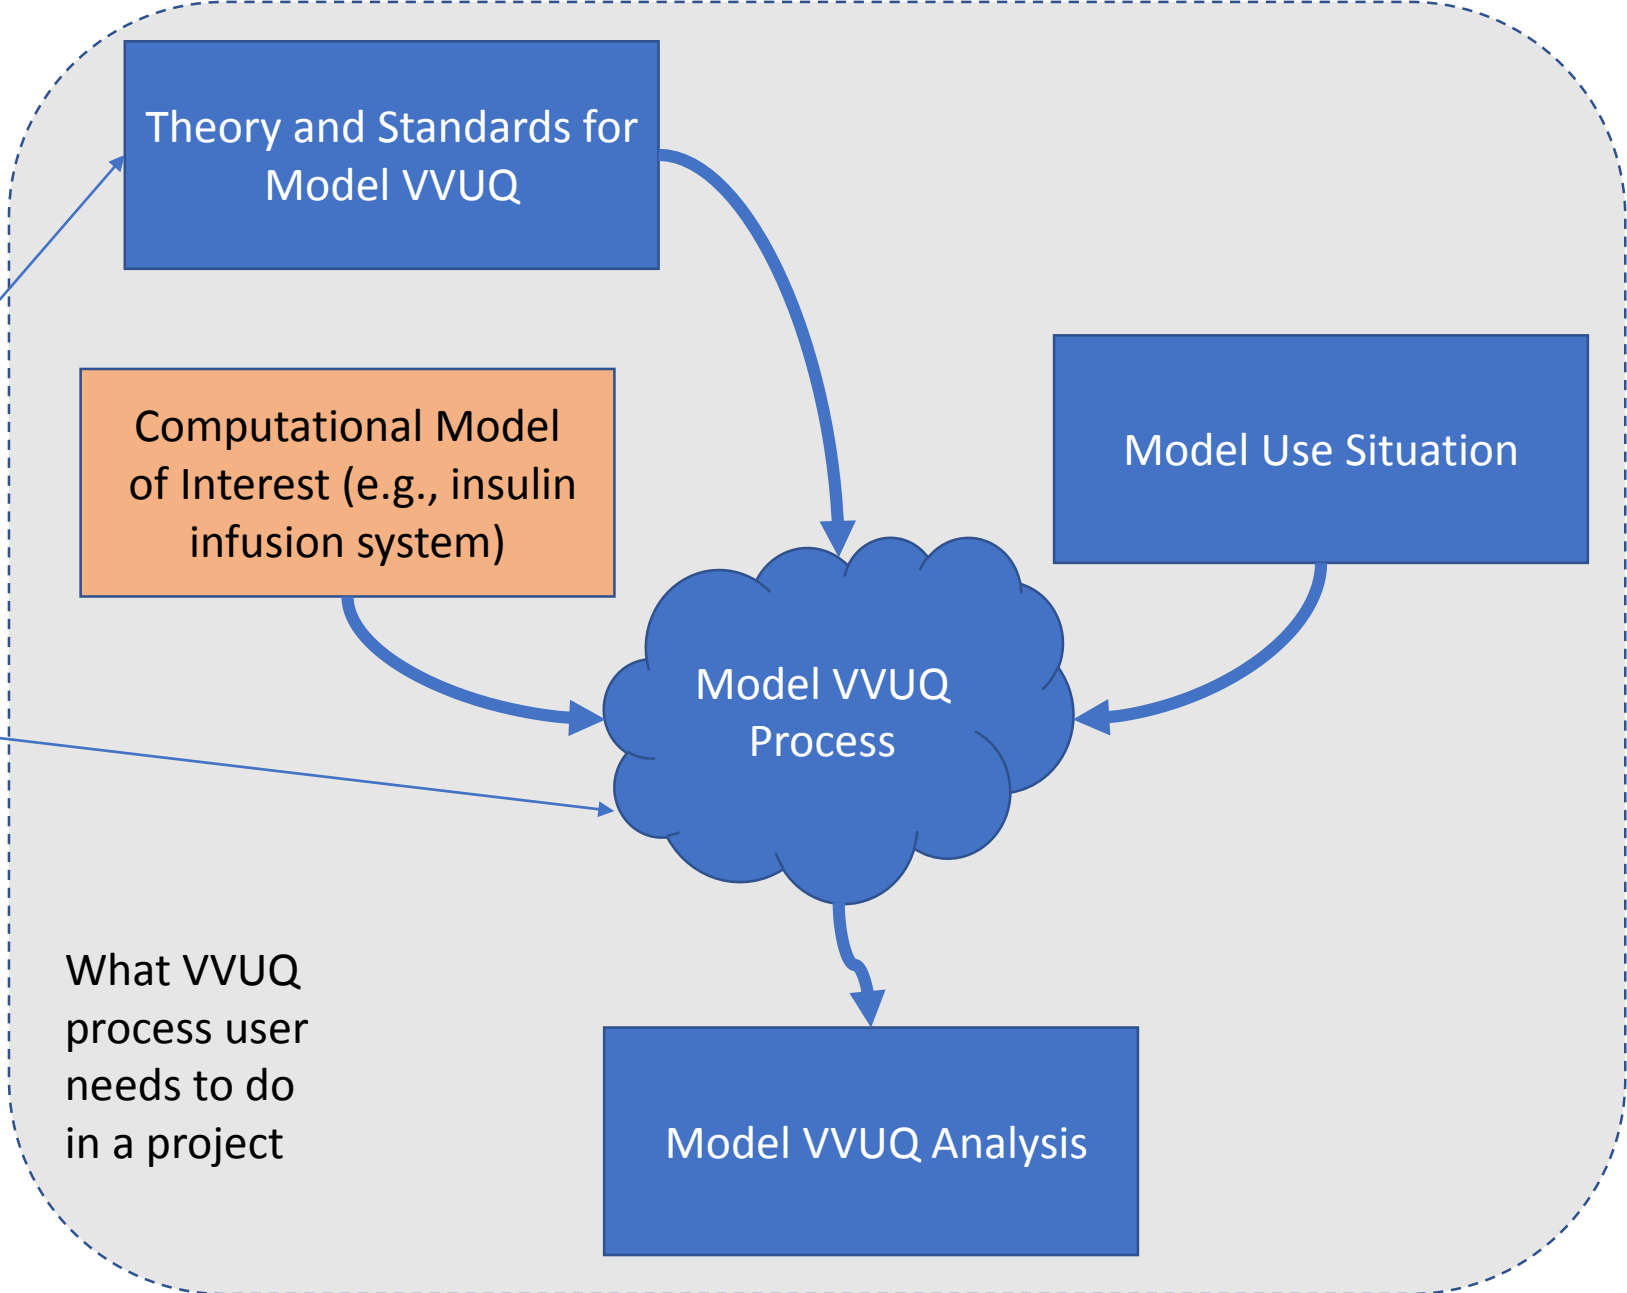 Theory and Standards for
Model VVUQ
Computational Model
of Interest (e.g., insulin
infusion system)
Model Use Situation
Model VVUQ
Process
What VVUQ
process user
needs to do
in a project
Model VVUQ Analysis